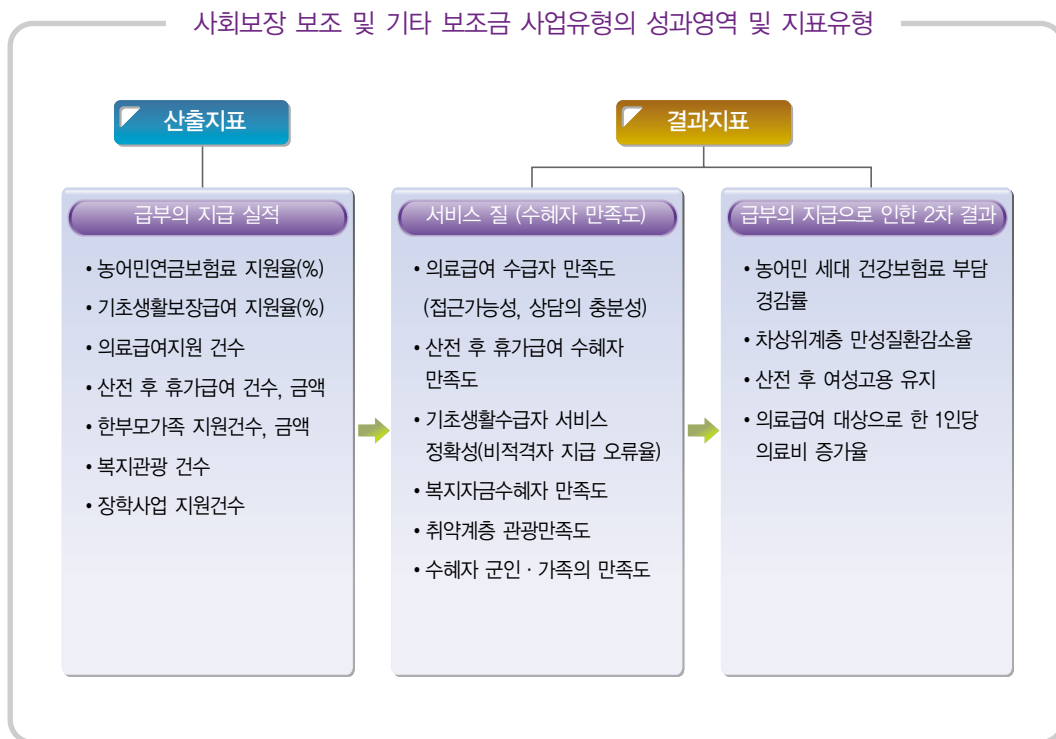 사회보장 보조 및 기타 보조금 사업유형의 성과영역 및 지표유형
산출지표
결과지표
급부의 지급 실적
• 농어민연금보험료 지원율(%)
• 기초생활보장급여 지원율(%)
• 의료급여지원 건수
• 산전 후 휴가급여 건수, 금액
• 한부모가족 지원건수, 금액
• 복지관광 건수
• 장학사업 지원건수
서비스 질 (수혜자 만족도)
• 의료급여 수급자 만족도
(접근가능성, 상담의 충분성)
• 산전 후 휴가급여 수혜자
만족도
• 기초생활수급자 서비스
정확성(비적격자 지급 오류율)
• 복지자금수혜자 만족도
• 취약계층 관광만족도
• 수혜자 군인 · 가족의 만족도
급부의 지급으로 인한 2차 결과
• 농어민 세대 건강보험료 부담
경감률
• 차상위계층 만성질환감소율
• 산전 후 여성고용 유지
• 의료급여 대상으로 한 1인당
의료비 증가율